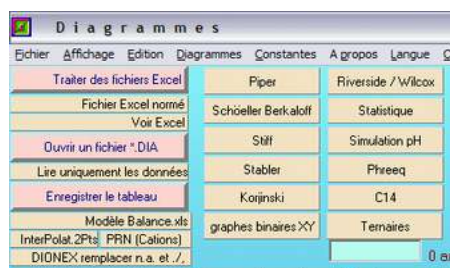 Diagrammes
Fichier Affichage Edition Diagrammes Constantes A propos Langue
Traiter des fichiers Excel
Fichier Excel normé
Voir Excel
Ouvrir un fichier *.DIA
Lire uniquement les données
Enregistrer le tableau
Modèle Balance.xls
InterPolat.2Pts PRN (Cations)
DIONEX remplacer n.a. et ./,
Piper
Schöeller Berkaloff
Stiff
Stabler
Korjinski
graphes binaires XY
Riverside / Wilcox
Statistique
Simulation pH
Phreeq
C14
Ternaires
0